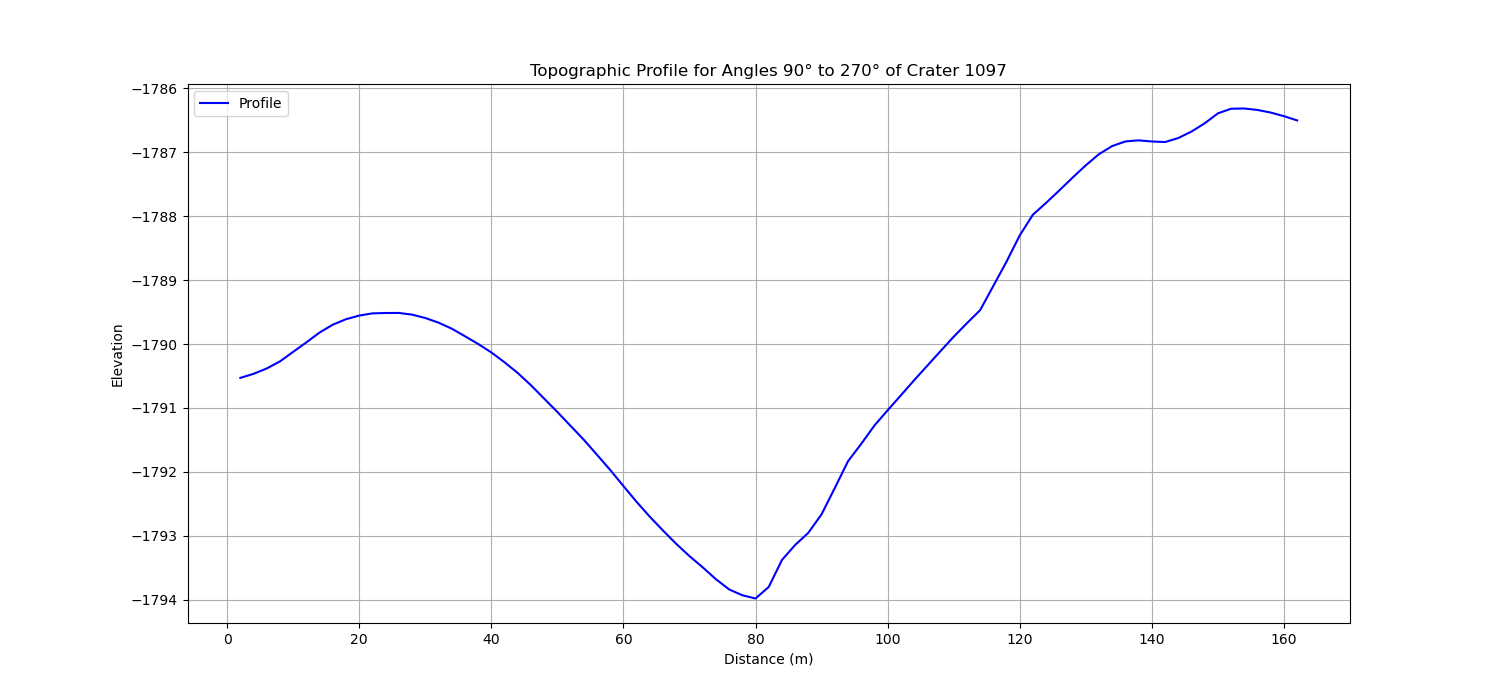 Topographic Profile for Angles 90° to 270° of Crater 1097
Profile
−1786
−1787
−1788
−1789
−1790
−1791
−1792
−1793
−1794
Elevation
0 20 40 60 80 100 120 140 160
Distance (m)